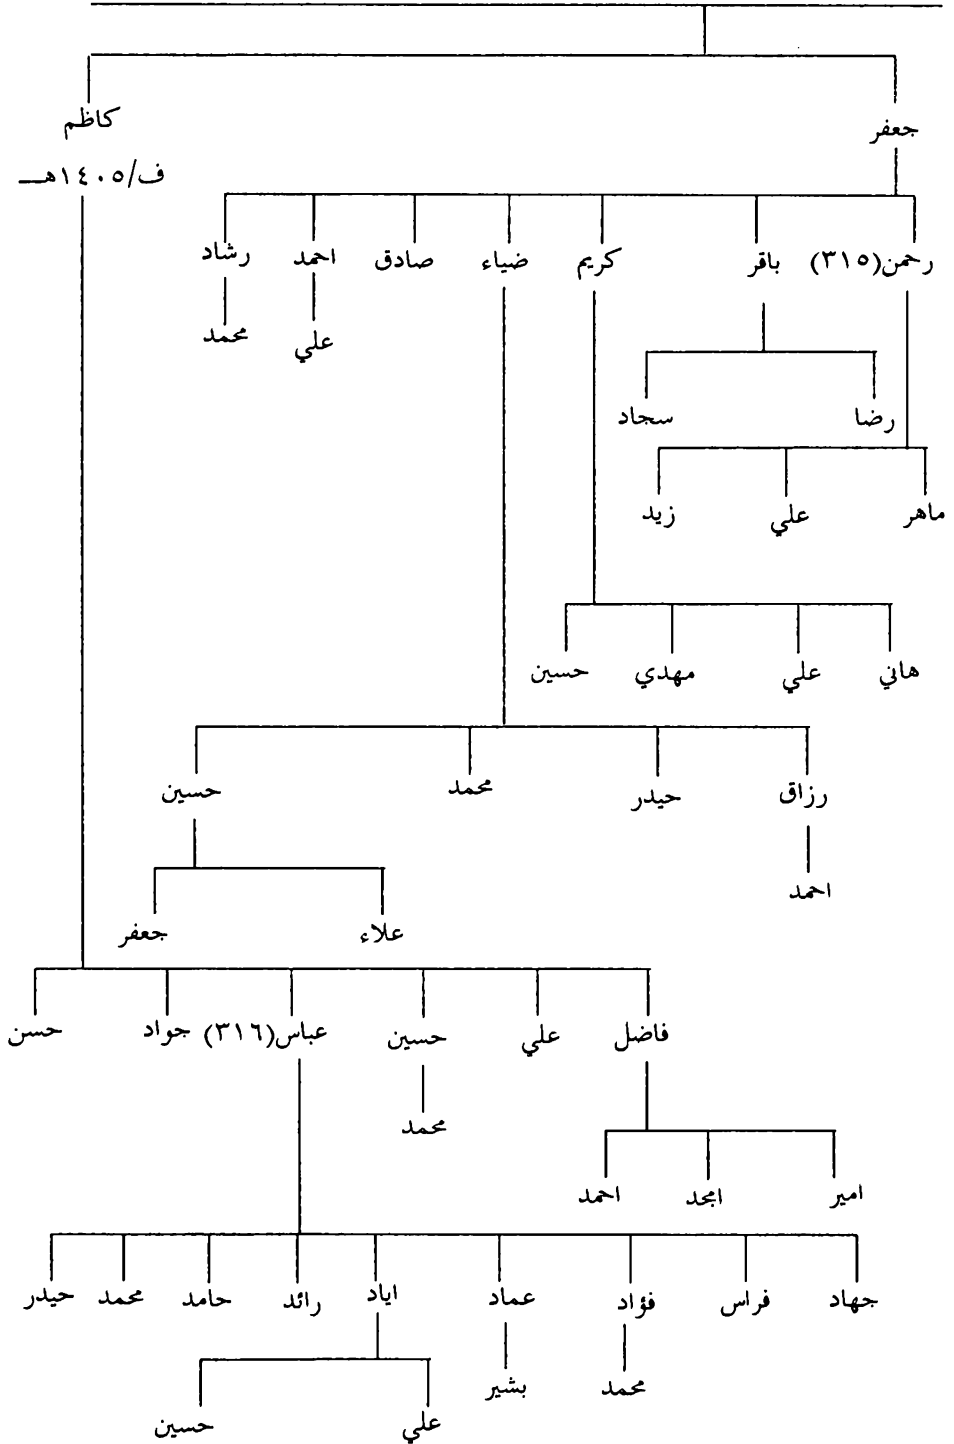 جعفر كاظم
ف/١٤٠٥هـ
رحمن(٣١٥) باقر كريم ضياء صادق احمد رشاد
علي محمد
رضا سجاد
ماهر علي زيد
هاني علي مهدي حسين
رزاق حيدر محمد حسين
احمد
علاء جعفر
فاضل علي حسين عباس(٣١٦) جواد حسن
محمد
امير امجد احمد
جهاد فراس فؤاد عماد اياد رائد حامد محمد حيدر
محمد بشير
علي حسين